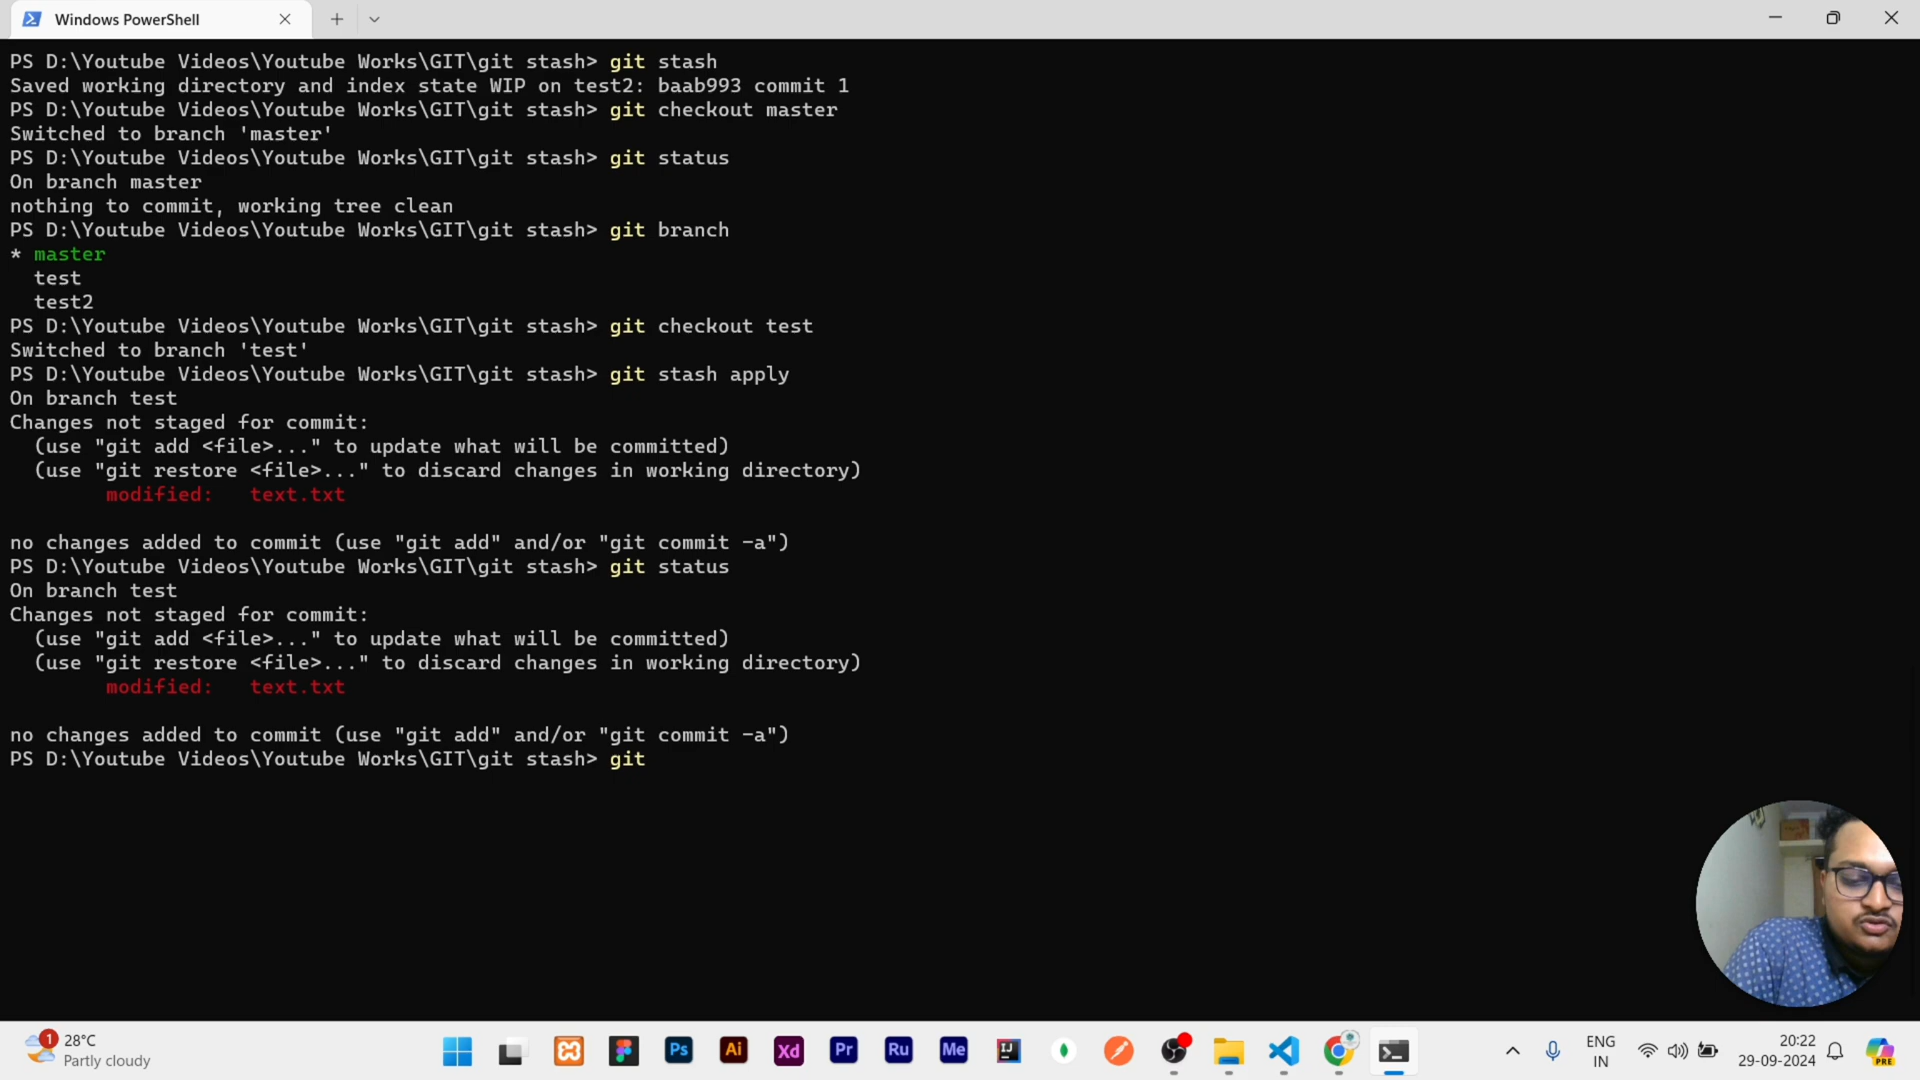 Windows PowerShell
PS D:\Youtube Videos\Youtube Works\GIT\git stash> git stash
Saved working directory and index state WIP on test2: baab993 commit 1
PS D:\Youtube Videos\Youtube Works\GIT\git stash> git checkout master
Switched to branch 'master'
PS D:\Youtube Videos\Youtube Works\GIT\git stash> git status
On branch master
nothing to commit, working tree clean
PS D:\Youtube Videos\Youtube Works\GIT\git stash> git branch
* master
  test
  test2
PS D:\Youtube Videos\Youtube Works\GIT\git stash> git checkout test
Switched to branch 'test'
PS D:\Youtube Videos\Youtube Works\GIT\git stash> git stash apply
On branch test
Changes not staged for commit:
  (use "git add <file>..." to update what will be committed)
  (use "git restore <file>..." to discard changes in working directory)
        modified:   text.txt
no changes added to commit (use "git add" and/or "git commit -a")
PS D:\Youtube Videos\Youtube Works\GIT\git stash> git status
On branch test
Changes not staged for commit:
  (use "git add <file>..." to update what will be committed)
  (use "git restore <file>..." to discard changes in working directory)
        modified:   text.txt
no changes added to commit (use "git add" and/or "git commit -a")
PS D:\Youtube Videos\Youtube Works\GIT\git stash> git
1
28°C
Partly cloudy
Ps
Ai
Xd
Pr
Ru
Me
IJ
ENG
IN
20:22
29-09-2024
PRE